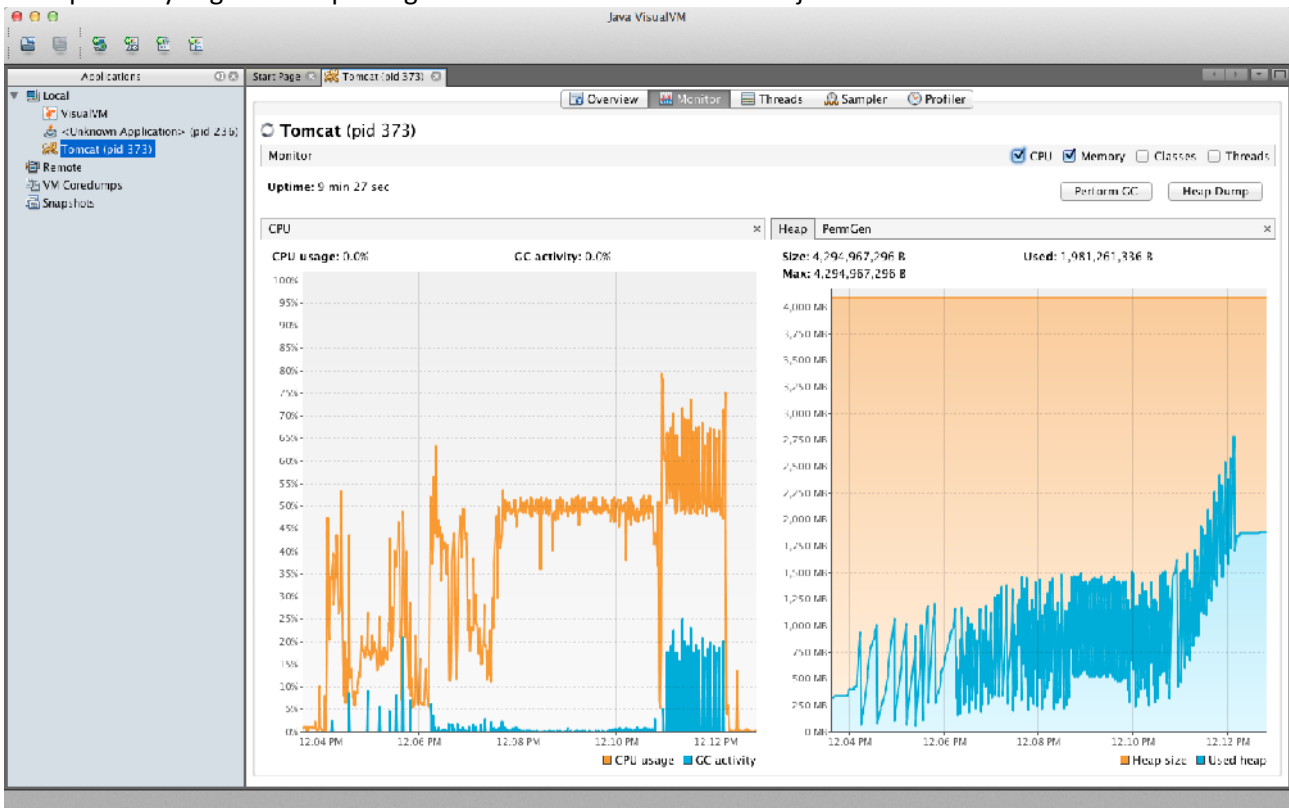 Java VisualVM
Applications
Start Page
Tomcat (pid 373)
Local
VisualVM
<Unknown Application> (pid 236)
Tomcat (pid 373)
Remote
VM Coredumps
Snapshots
Overview
Monitor
Threads
Sampler
Profiler
Tomcat (pid 373)
Monitor
CPU
Memory
Classes
Threads
Uptime: 9 min 27 sec
Perform GC
Heap Dump
CPU
CPU usage: 0.0%
GC activity: 0.0%
100%
95%
90%
85%
80%
75%
70%
65%
60%
55%
50%
45%
40%
35%
30%
25%
20%
15%
10%
5%
0%
12:04 PM
12:06 PM
12:08 PM
12:10 PM
12:12 PM
CPU usage
GC activity
Heap
PermGen
Size: 4,294,967,296 B
Used: 1,981,261,336 B
Max: 4,294,967,296 B
4,000 MB
3,750 MB
3,500 MB
3,250 MB
3,000 MB
2,750 MB
2,500 MB
2,250 MB
2,000 MB
1,750 MB
1,500 MB
1,250 MB
1,000 MB
750 MB
500 MB
250 MB
0 MB
12:04 PM
12:06 PM
12:08 PM
12:10 PM
12:12 PM
Heap size
Used heap